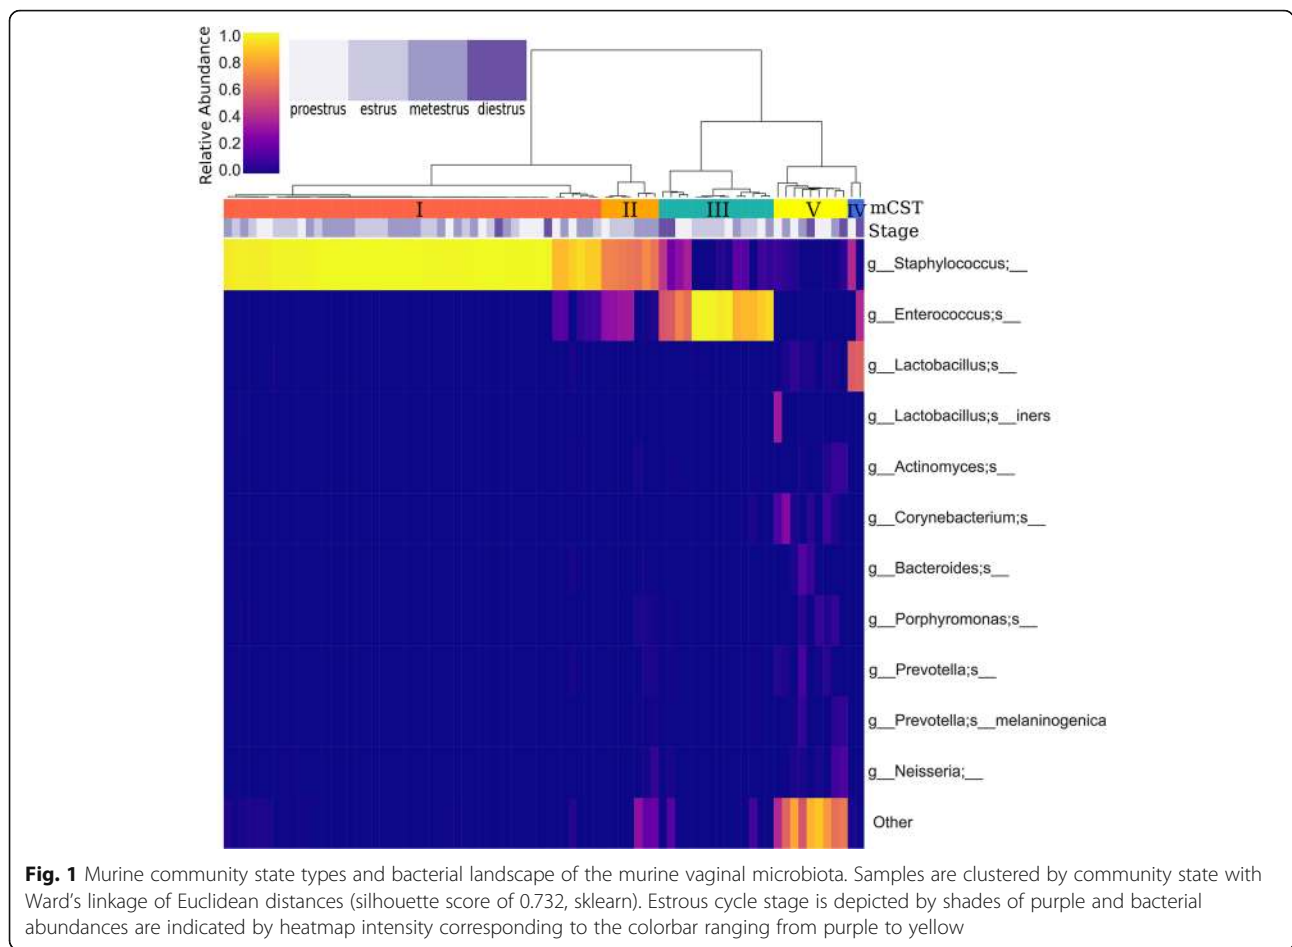 Relative Abundance
1.0
0.8
0.6
0.4
0.2
0.0
proestrus estrus metestrus diestrus
I II III V IV mCST
Stage
g__Staphylococcus;__
g__Enterococcus;s__
g__Lactobacillus;s__
g__Lactobacillus;s__iners
g__Actinomyces;s__
g__Corynebacterium;s__
g__Bacteroides;s__
g__Porphyromonas;s__
g__Prevotella;s__
g__Prevotella;s__melaninogenica
g__Neisseria;__
Other
Fig. 1 Murine community state types and bacterial landscape of the murine vaginal microbiota. Samples are clustered by community state with
Ward's linkage of Euclidean distances (silhouette score of 0.732, sklearn). Estrous cycle stage is depicted by shades of purple and bacterial
abundances are indicated by heatmap intensity corresponding to the colorbar ranging from purple to yellow